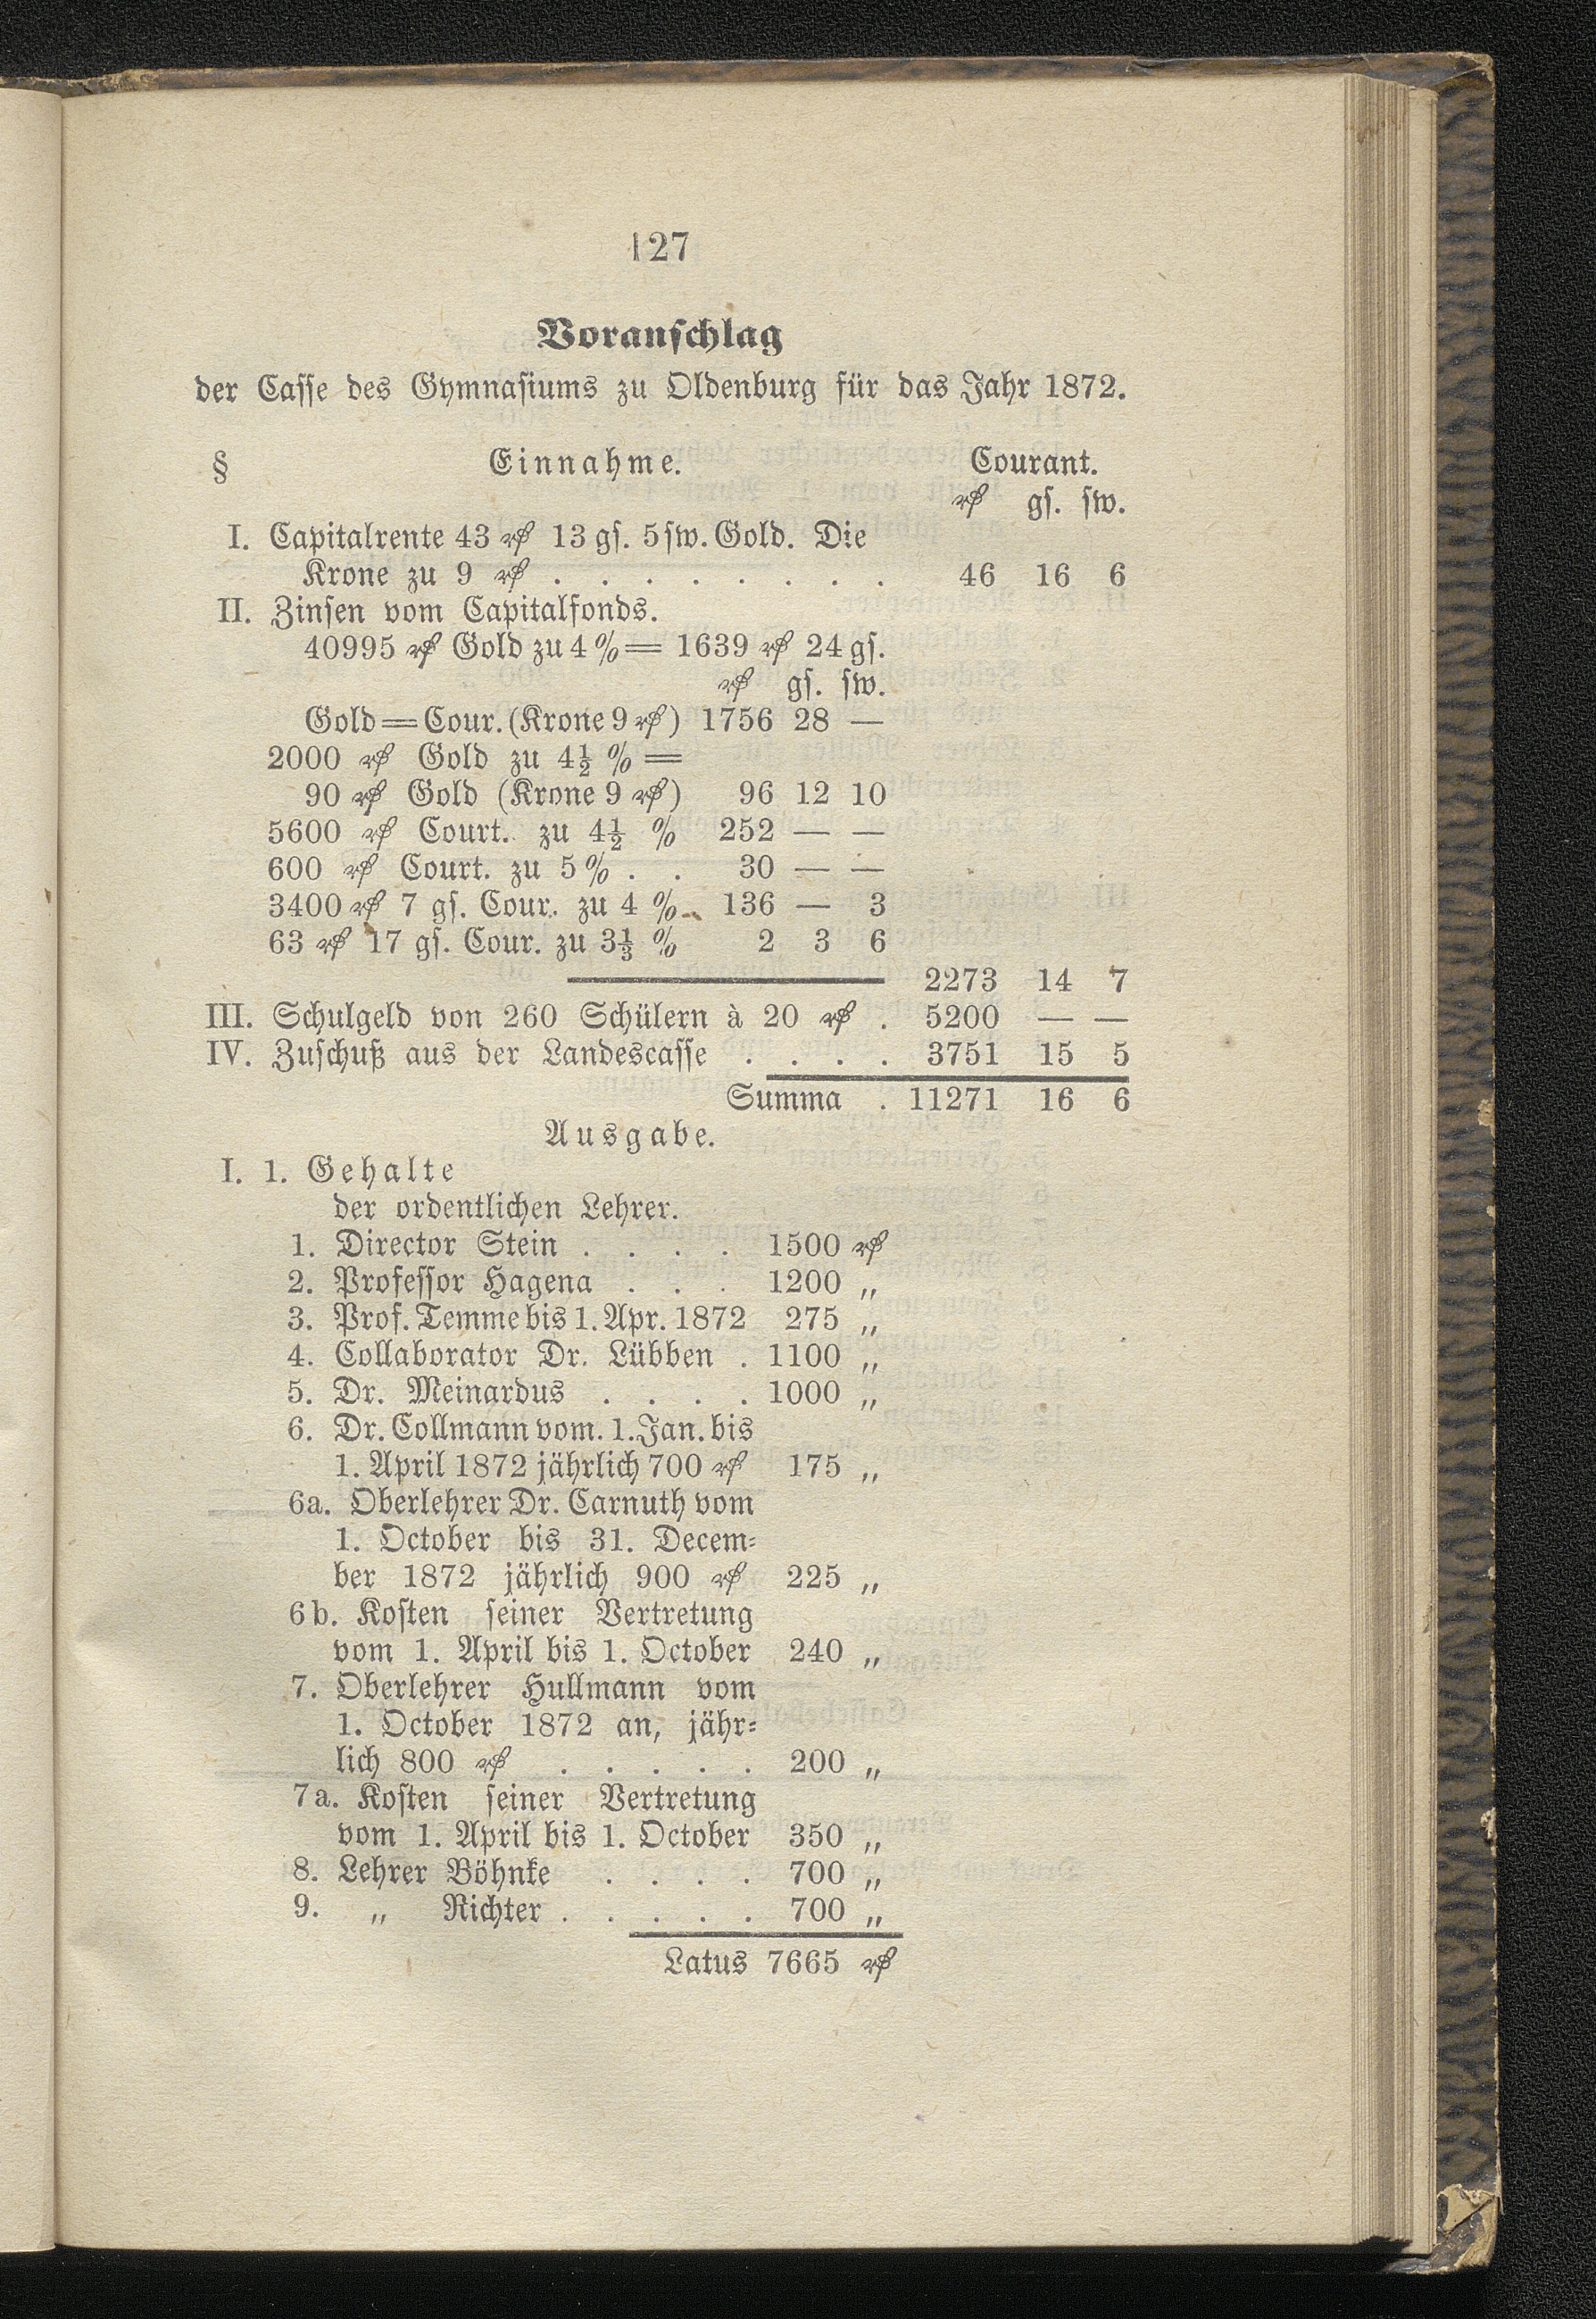 127
Voranschlag
der Casse des Gymnasiums zu Oldenburg für das Jahr 1872.
§ Einnahme. Courant.
₰ gs. sw.
I. Capitalrente 43 ₰ 13 gs. 5 sw. Gold. Die
Krone zu 9 ₰ . . . . . . . . 46 16 6
II. Zinsen vom Capitalfonds.
40995 ₰ Gold zu 4 % = 1639 ₰ 24 gs.
₰ gs. sw.
Gold = Cour. (Krone 9 ₰) 1756 28 —
2000 ₰ Gold zu 4½ % =
90 ₰ Gold (Krone 9 ₰) 96 12 10
5600 ₰ Court. zu 4½ % 252 — —
600 ₰ Court. zu 5 % . . 30 — —
3400 ₰ 7 gs. Cour. zu 4 % 136 — 3
63 ₰ 17 gs. Cour. zu 3⅓ % 2 3 6
2273 14 7
III. Schulgeld von 260 Schülern à 20 ₰ . 5200 — —
IV. Zuschuß aus der Landescasse . . . . 3751 15 5
Summa . 11271 16 6
Ausgabe.
I. 1. Gehalte
der ordentlichen Lehrer.
1. Director Stein . . . . 1500 ₰
2. Professor Hagena . . . 1200 „
3. Prof. Temme bis 1. Apr. 1872 275 „
4. Collaborator Dr. Lübben . 1100 „
5. Dr. Meinardus . . . . 1000 „
6. Dr. Collmann vom. 1. Jan. bis
1. April 1872 jährlich 700 ₰ 175 „
6a. Oberlehrer Dr. Carnuth vom
1. October bis 31. Decem-
ber 1872 jährlich 900 ₰ 225 „
6b. Kosten seiner Vertretung
vom 1. April bis 1. October 240 „
7. Oberlehrer Hullmann vom
1. October 1872 an, jähr-
lich 800 ₰ . . . . . 200 „
7a. Kosten seiner Vertretung
vom 1. April bis 1. October 350 „
8. Lehrer Böhnke . . . . 700 „
9. „ Richter . . . . . 700 „
Latus 7665 ₰